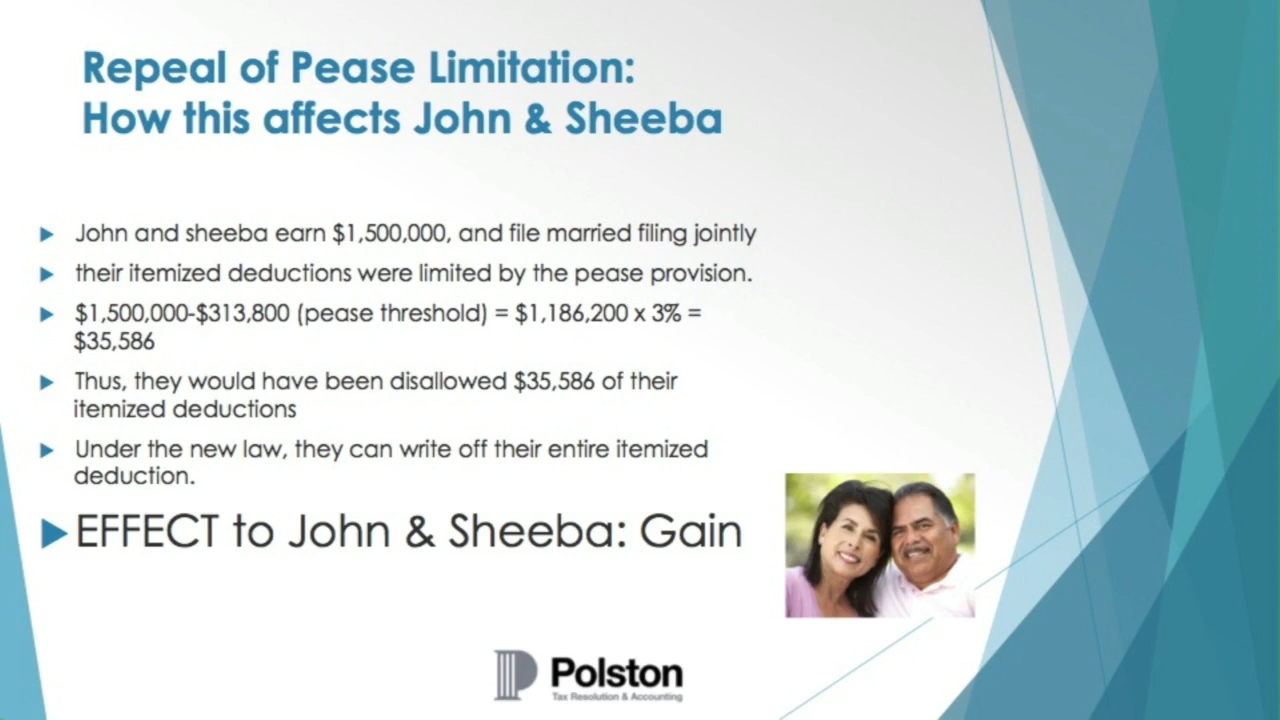 Repeal of Pease Limitation:
How this affects John & Sheeba
John and sheeba earn $1,500,000, and file married filing jointly
their itemized deductions were limited by the pease provision.
$1,500,000-$313,800 (pease threshold) = $1,186,200 x 3% =
$35,586
Thus, they would have been disallowed $35,586 of their
itemized deductions
Under the new law, they can write off their entire itemized
deduction.
EFFECT to John & Sheeba: Gain
Polston
Tax Resolution & Accounting